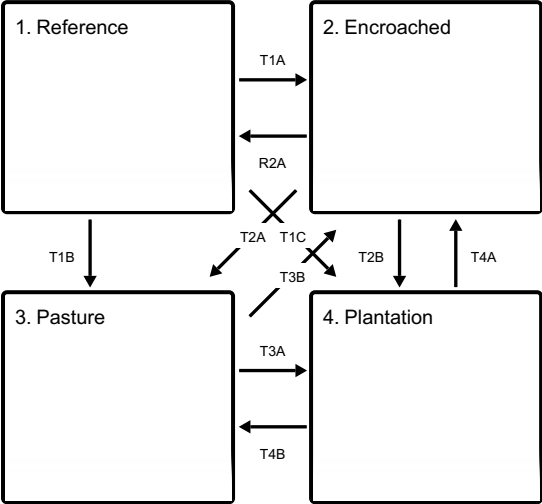 1. Reference
2. Encroached
T1A
R2A
T2A
T1C
T1B
T3B
T2B
T4A
3. Pasture
4. Plantation
T3A
T4B